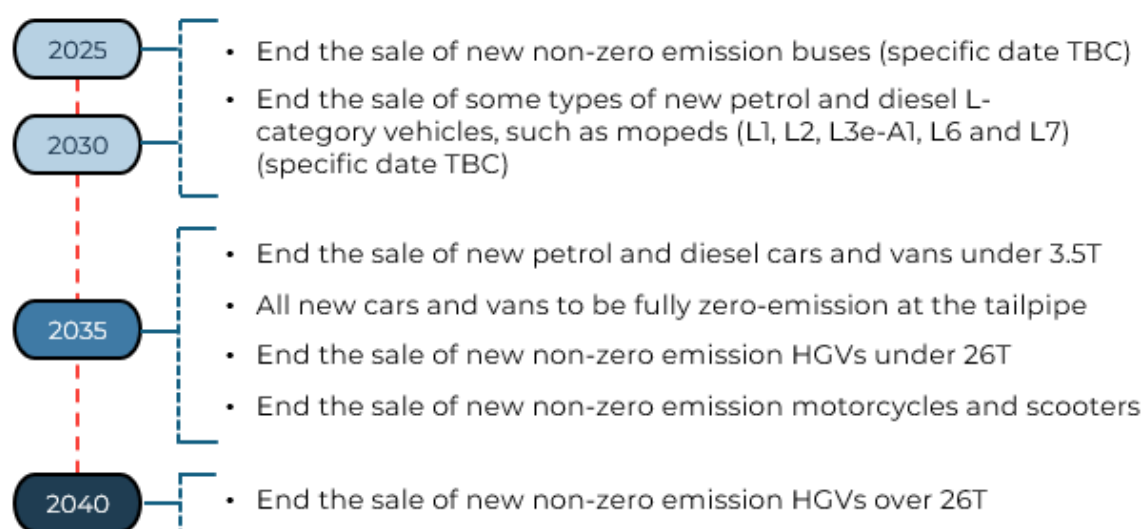 2025
• End the sale of new non-zero emission buses (specific date TBC)
• End the sale of some types of new petrol and diesel L-
category vehicles, such as mopeds (L1, L2, L3e-A1, L6 and L7)
(specific date TBC)
2030
• End the sale of new petrol and diesel cars and vans under 3.5T
• All new cars and vans to be fully zero-emission at the tailpipe
2035
• End the sale of new non-zero emission HGVs under 26T
• End the sale of new non-zero emission motorcycles and scooters
2040
• End the sale of new non-zero emission HGVs over 26T